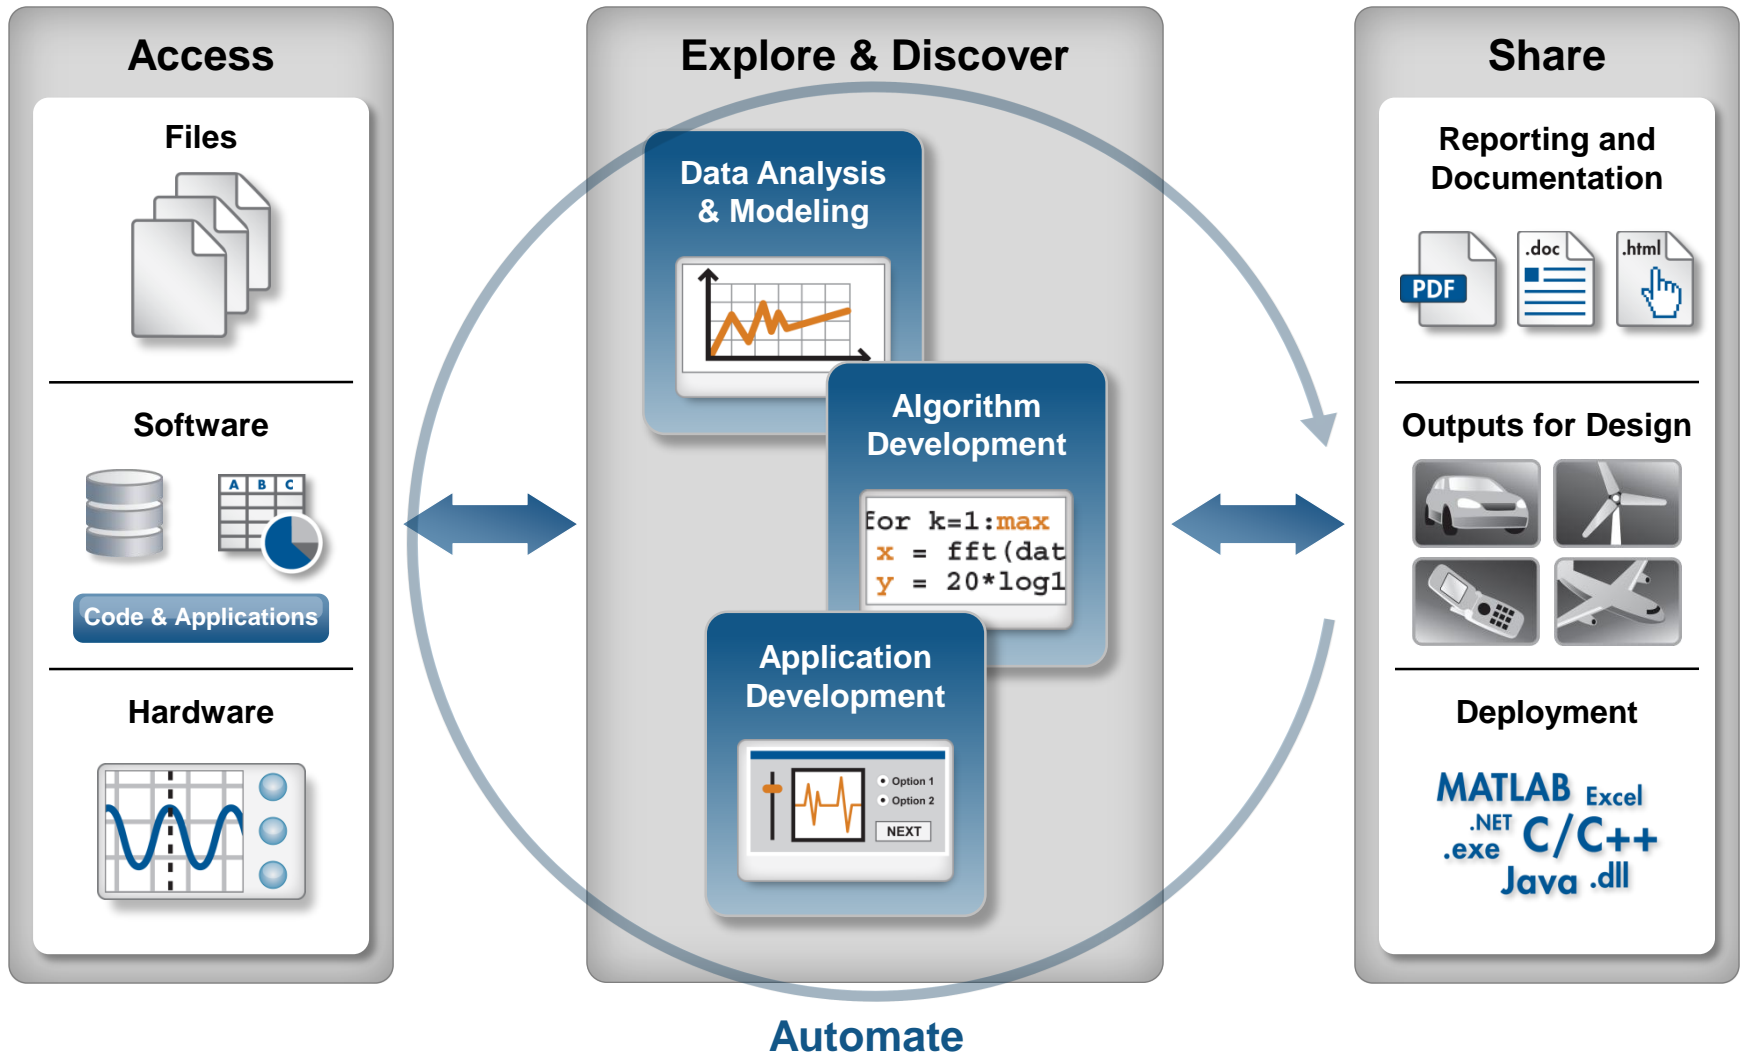 Access
Files
Software
A B C
Code & Applications
Hardware
Explore & Discover
Data Analysis
& Modeling
Algorithm
Development
for k=1:max
x = fft(dat
y = 20*log1
Application
Development
Option 1
Option 2
NEXT
Share
Reporting and
Documentation
PDF
.doc
.html
Outputs for Design
Deployment
MATLAB Excel
.NET C/C++
.exe
Java .dll
Automate